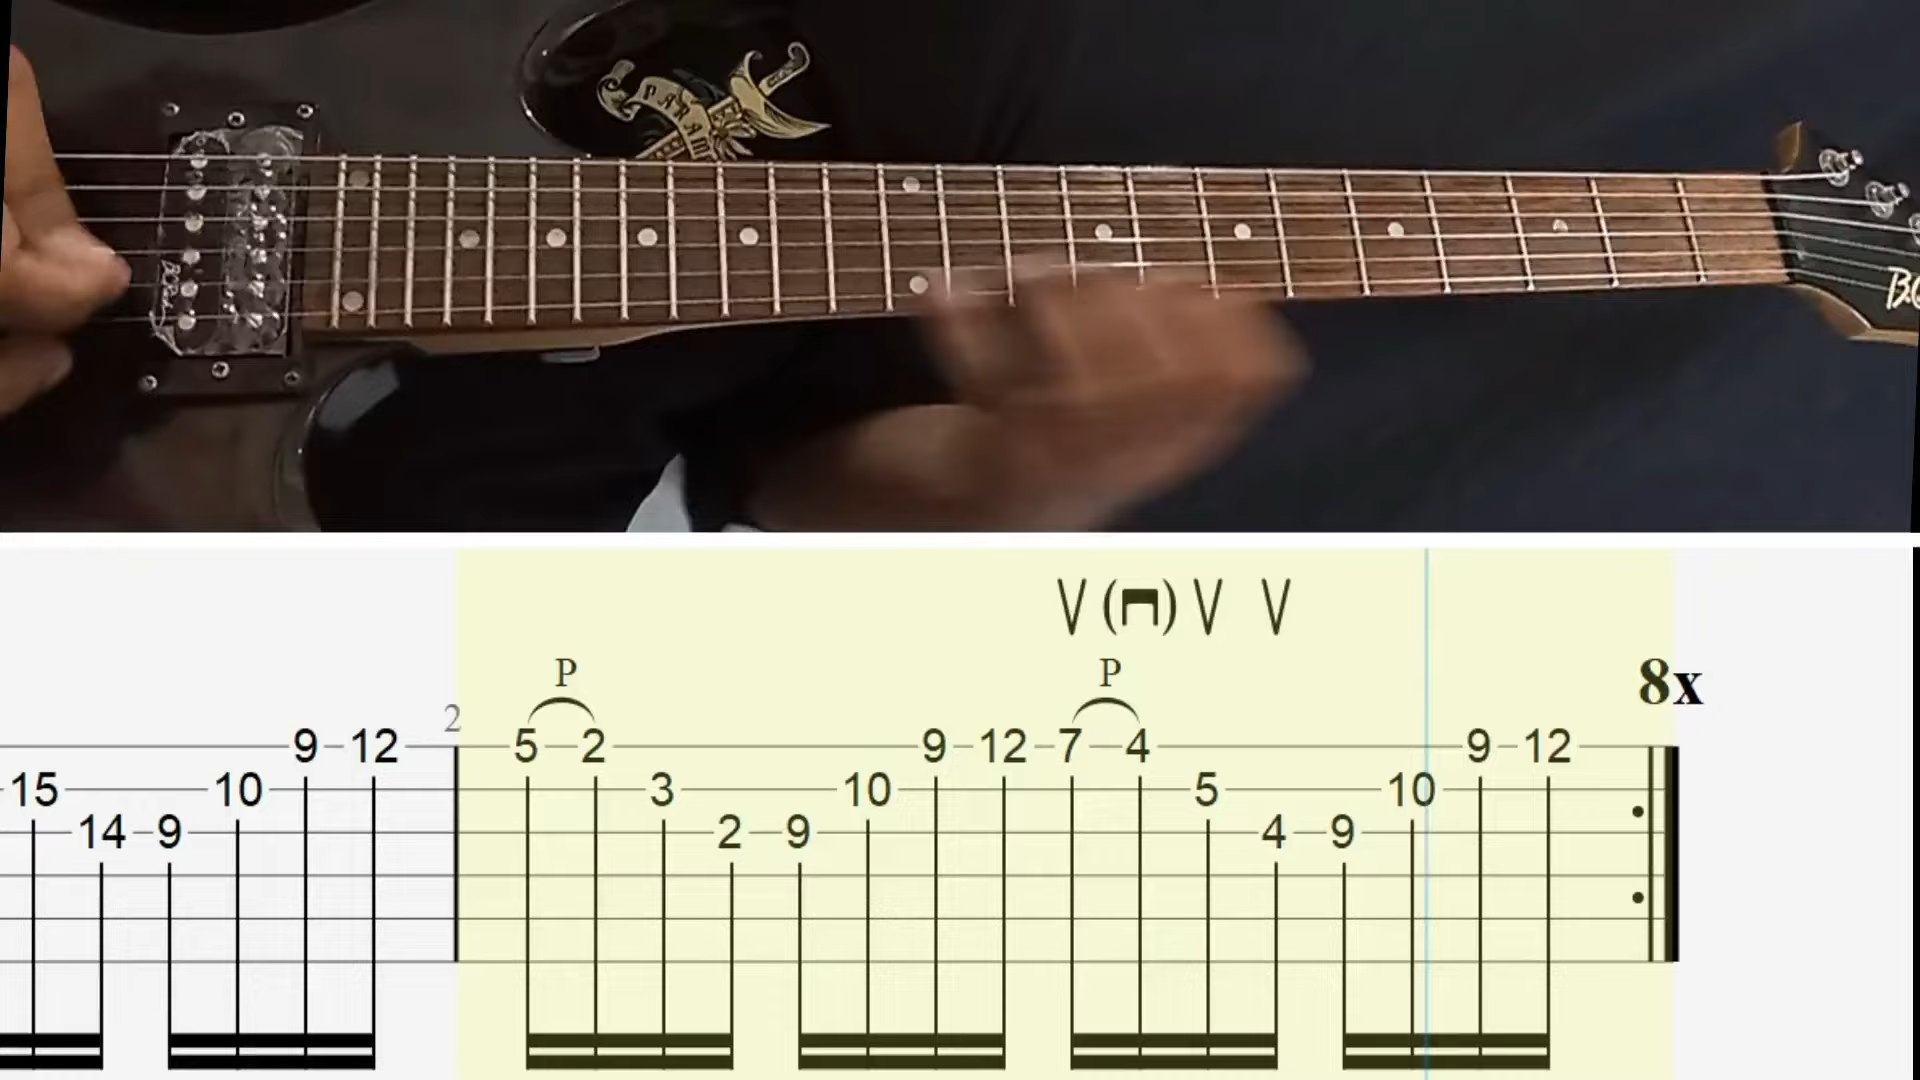 PARAM
B.C
V (⊓) V V
P P
8x
2
9 12 5 2 9 12 7 4 9 12
15 10 3 10 5 10
14 9 2 9 4 9